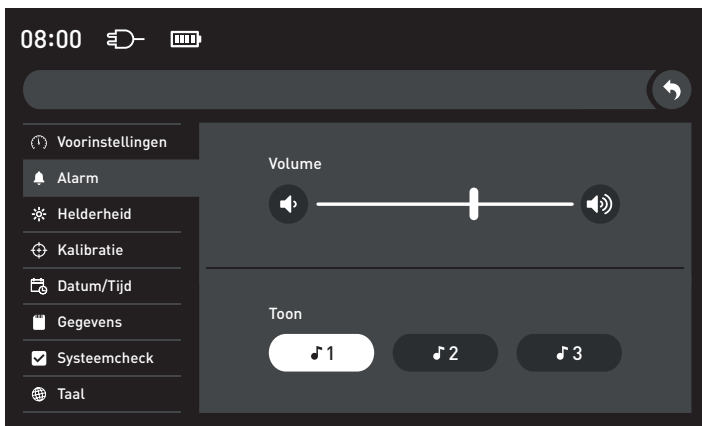 08:00
Voorinstellingen
Alarm
Helderheid
Kalibratie
Datum/Tijd
Gegevens
Systeemcheck
Taal
Volume
Toon
1
2
3